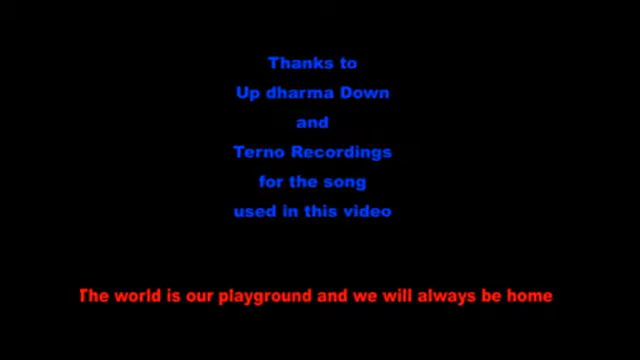 Thanks to
Up dharma Down
and
Terno Recordings
for the song
used in this video
The world is our playground and we will always be home